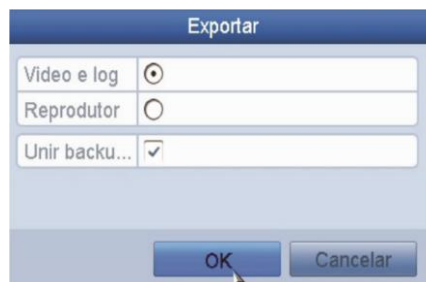 Exportar
Video e log
Reprodutor
Unir backu...
OK
Cancelar